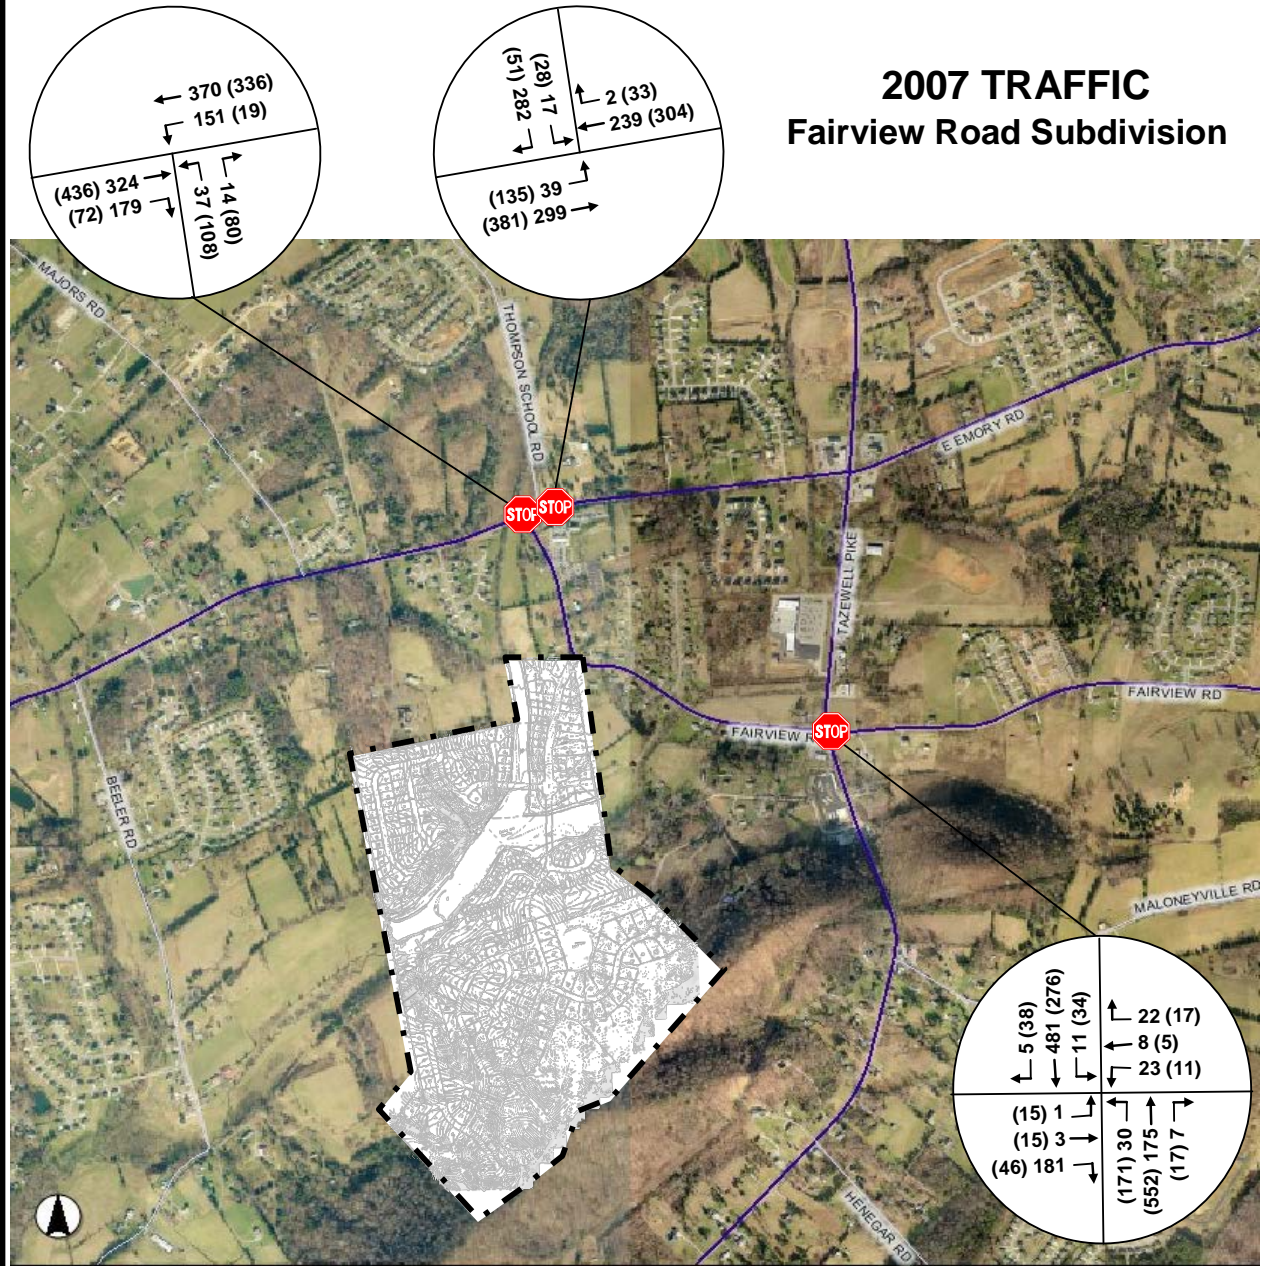 2007 TRAFFIC
Fairview Road Subdivision
370 (336)
151 (19)
(436) 324
(72) 179
37 (108)
14 (80)
(51) 282
(28) 17
2 (33)
239 (304)
(135) 39
(381) 299
MAJORS RD
THOMPSON SCHOOL RD
E EMORY RD
STOP
STOP
TAZEWELL PIKE
FAIRVIEW RD
FAIRVIEW R
STOP
BEELER RD
MALONEYVILLE RD
HENEGAR RD
5 (38)
481 (276)
11 (34)
22 (17)
8 (5)
23 (11)
(15) 1
(15) 3
(46) 181
(171) 30
(552) 175
(17) 7